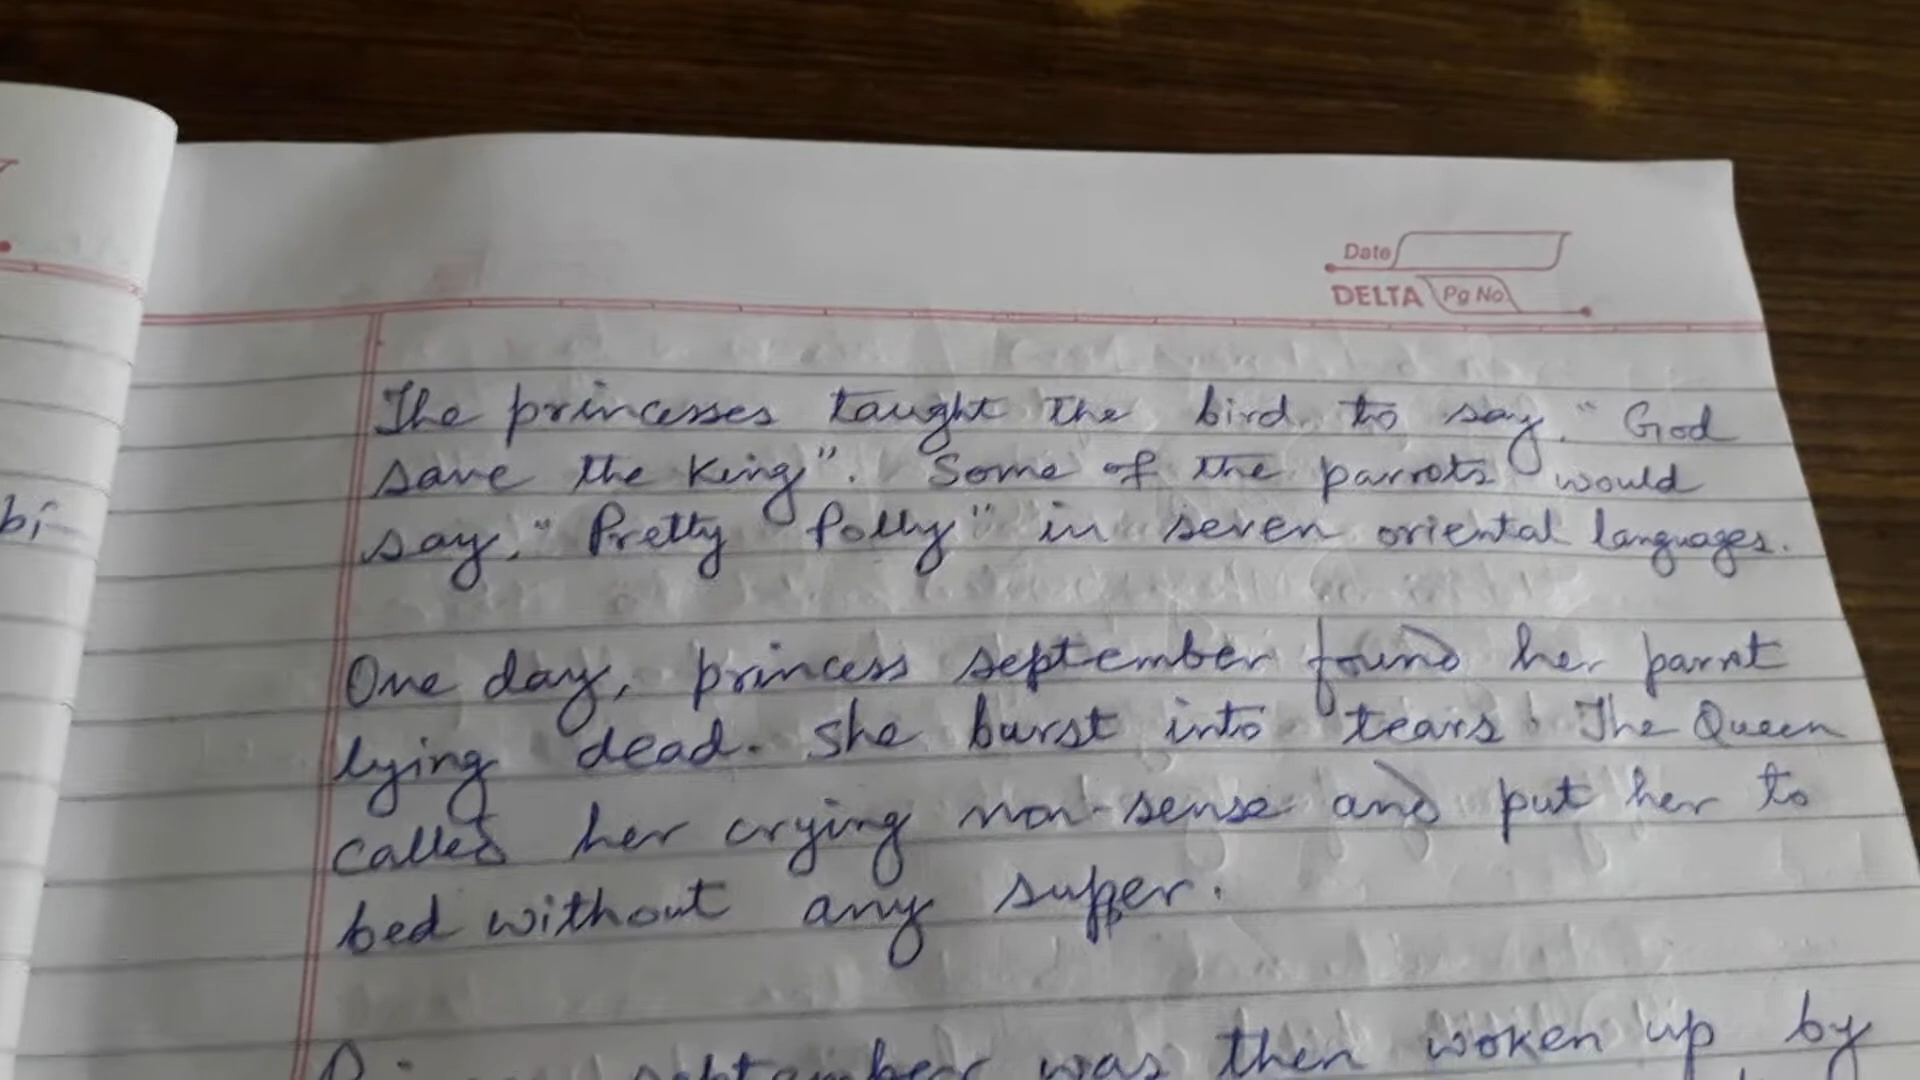 Date
DELTA Pg No
The princesses taught the bird to say, " God
save the King". Some of the parrots would
say, " Pretty Polly" in seven oriental languages.
One day, princess september found her parrot
lying dead. She burst into tears. The Queen
called her crying non-sense and put her to
bed without any supper.
september was then woken up by